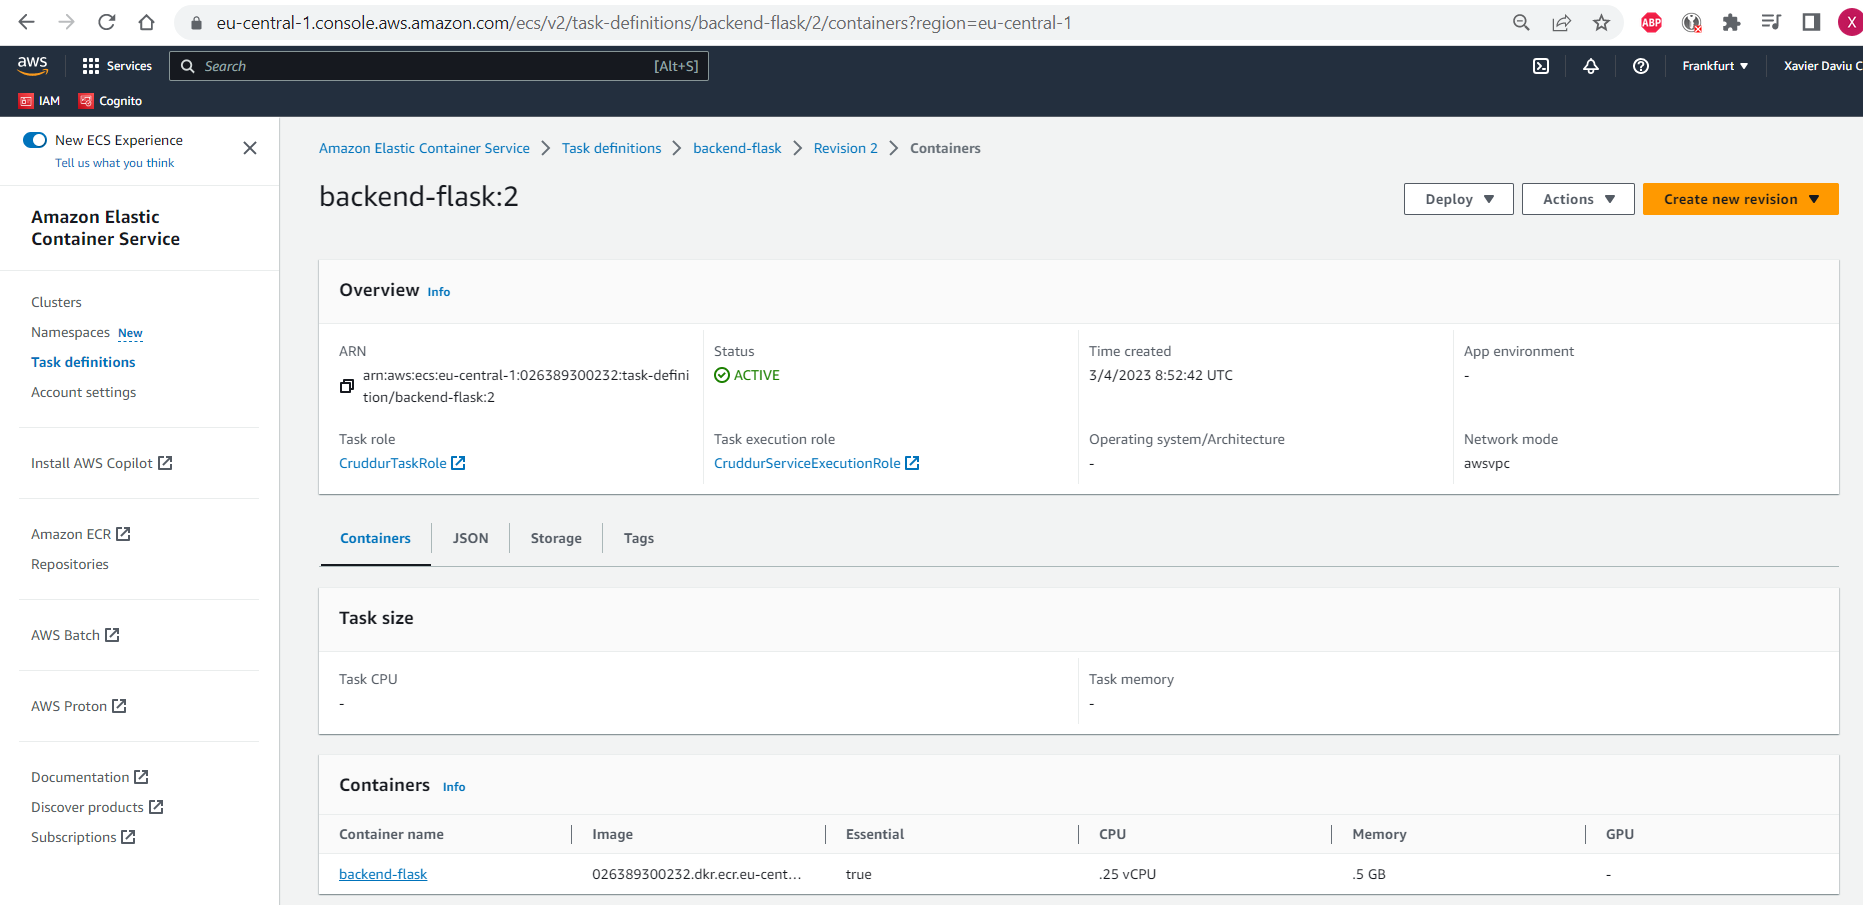 eu-central-1.console.aws.amazon.com/ecs/v2/task-definitions/backend-flask/2/containers?region=eu-central-1
ABP
X
aws
Services
Search
[Alt+S]
Frankfurt
Xavier Daviu C
IAM
Cognito
New ECS Experience
Tell us what you think
Amazon Elastic
Container Service
Clusters
Namespaces New
Task definitions
Account settings
Install AWS Copilot
Amazon ECR
Repositories
AWS Batch
AWS Proton
Documentation
Discover products
Subscriptions
Amazon Elastic Container Service
Task definitions
backend-flask
Revision 2
Containers
backend-flask:2
Deploy
Actions
Create new revision
Overview Info
ARN
arn:aws:ecs:eu-central-1:026389300232:task-defini
tion/backend-flask:2
Status
ACTIVE
Time created
3/4/2023 8:52:42 UTC
App environment
-
Task role
CruddurTaskRole
Task execution role
CruddurServiceExecutionRole
Operating system/Architecture
-
Network mode
awsvpc
Containers
JSON
Storage
Tags
Task size
Task CPU
-
Task memory
-
Containers Info
Container name
Image
Essential
CPU
Memory
GPU
backend-flask
026389300232.dkr.ecr.eu-cent...
true
.25 vCPU
.5 GB
-